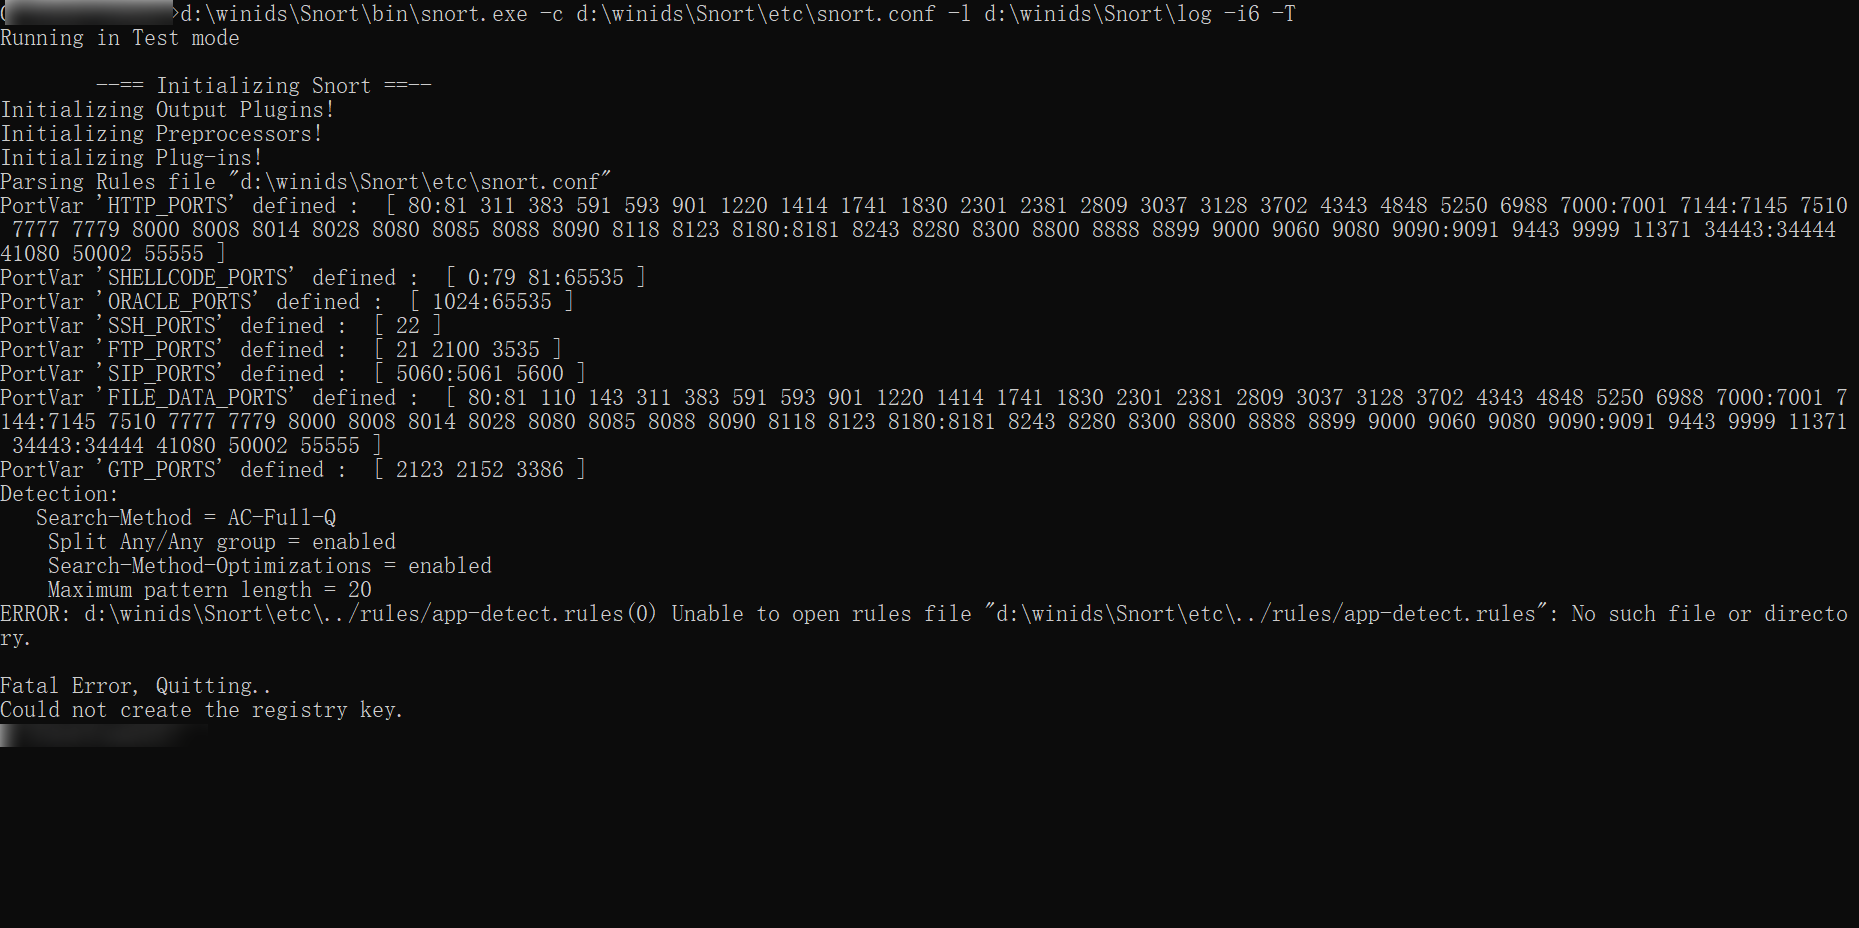 >d:\winids\Snort\bin\snort.exe -c d:\winids\Snort\etc\snort.conf -l d:\winids\Snort\log -i6 -T
Running in Test mode
--== Initializing Snort ==--
Initializing Output Plugins!
Initializing Preprocessors!
Initializing Plug-ins!
Parsing Rules file "d:\winids\Snort\etc\snort.conf"
PortVar 'HTTP_PORTS' defined :  [ 80:81 311 383 591 593 901 1220 1414 1741 1830 2301 2381 2809 3037 3128 3702 4343 4848 5250 6988 7000:7001 7144:7145 7510
7777 7779 8000 8008 8014 8028 8080 8085 8088 8090 8118 8123 8180:8181 8243 8280 8300 8800 8888 8899 9000 9060 9080 9090:9091 9443 9999 11371 34443:34444
41080 50002 55555 ]
PortVar 'SHELLCODE_PORTS' defined :  [ 0:79 81:65535 ]
PortVar 'ORACLE_PORTS' defined :  [ 1024:65535 ]
PortVar 'SSH_PORTS' defined :  [ 22 ]
PortVar 'FTP_PORTS' defined :  [ 21 2100 3535 ]
PortVar 'SIP_PORTS' defined :  [ 5060:5061 5600 ]
PortVar 'FILE_DATA_PORTS' defined :  [ 80:81 110 143 311 383 591 593 901 1220 1414 1741 1830 2301 2381 2809 3037 3128 3702 4343 4848 5250 6988 7000:7001 7
144:7145 7510 7777 7779 8000 8008 8014 8028 8080 8085 8088 8090 8118 8123 8180:8181 8243 8280 8300 8800 8888 8899 9000 9060 9080 9090:9091 9443 9999 11371
34443:34444 41080 50002 55555 ]
PortVar 'GTP_PORTS' defined :  [ 2123 2152 3386 ]
Detection:
Search-Method = AC-Full-Q
Split Any/Any group = enabled
Search-Method-Optimizations = enabled
Maximum pattern length = 20
ERROR: d:\winids\Snort\etc\../rules/app-detect.rules(0) Unable to open rules file "d:\winids\Snort\etc\../rules/app-detect.rules": No such file or directo
ry.
Fatal Error, Quitting..
Could not create the registry key.